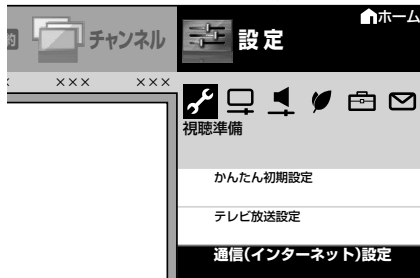 ホーム
チャンネル
設定
××× ×××
視聴準備
かんたん初期設定
テレビ放送設定
通信(インターネット)設定